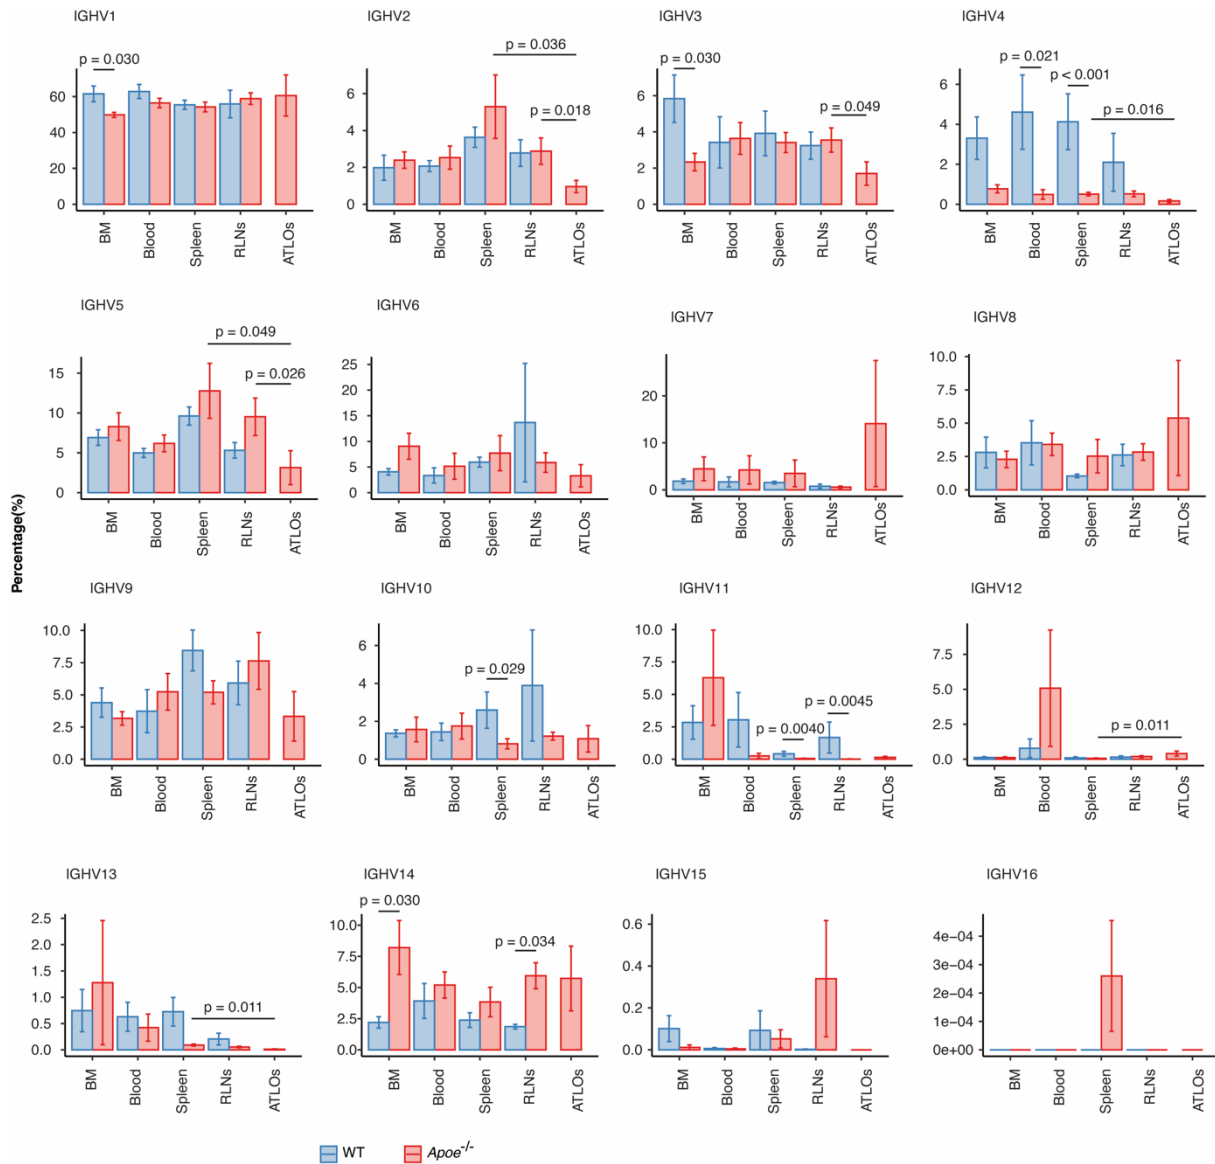 IGHV1 IGHV2 IGHV3 IGHV4
p = 0.030
60
40
20
0
BM Blood Spleen RLNs ATLOs
p = 0.036
p = 0.018
6
4
2
0
BM Blood Spleen RLNs ATLOs
p = 0.030
p = 0.049
6
4
2
0
BM Blood Spleen RLNs ATLOs
p = 0.021
p < 0.001
p = 0.016
6
4
2
0
BM Blood Spleen RLNs ATLOs
Percentage(%)
IGHV5 IGHV6 IGHV7 IGHV8
p = 0.049
p = 0.026
15
10
5
0
BM Blood Spleen RLNs ATLOs
25
20
15
10
5
0
BM Blood Spleen RLNs ATLOs
20
10
0
BM Blood Spleen RLNs ATLOs
10.0
7.5
5.0
2.5
0.0
BM Blood Spleen RLNs ATLOs
IGHV9 IGHV10 IGHV11 IGHV12
10.0
7.5
5.0
2.5
0.0
BM Blood Spleen RLNs ATLOs
p = 0.029
6
4
2
0
BM Blood Spleen RLNs ATLOs
p = 0.0045
p = 0.0040
10.0
7.5
5.0
2.5
0.0
BM Blood Spleen RLNs ATLOs
p = 0.011
7.5
5.0
2.5
0.0
BM Blood Spleen RLNs ATLOs
IGHV13 IGHV14 IGHV15 IGHV16
p = 0.011
2.5
2.0
1.5
1.0
0.5
0.0
BM Blood Spleen RLNs ATLOs
p = 0.030
p = 0.034
10.0
7.5
5.0
2.5
0.0
BM Blood Spleen RLNs ATLOs
0.6
0.4
0.2
0.0
BM Blood Spleen RLNs ATLOs
4e−04
3e−04
2e−04
1e−04
0e+00
BM Blood Spleen RLNs ATLOs
WT Apoe-/-